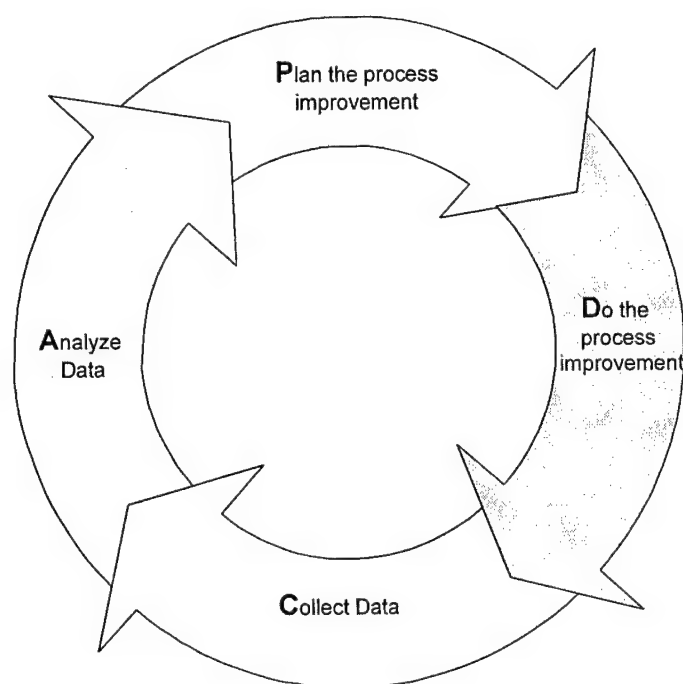 Plan the process
improvement
Do the
process
improvement
Collect Data
Analyze
Data